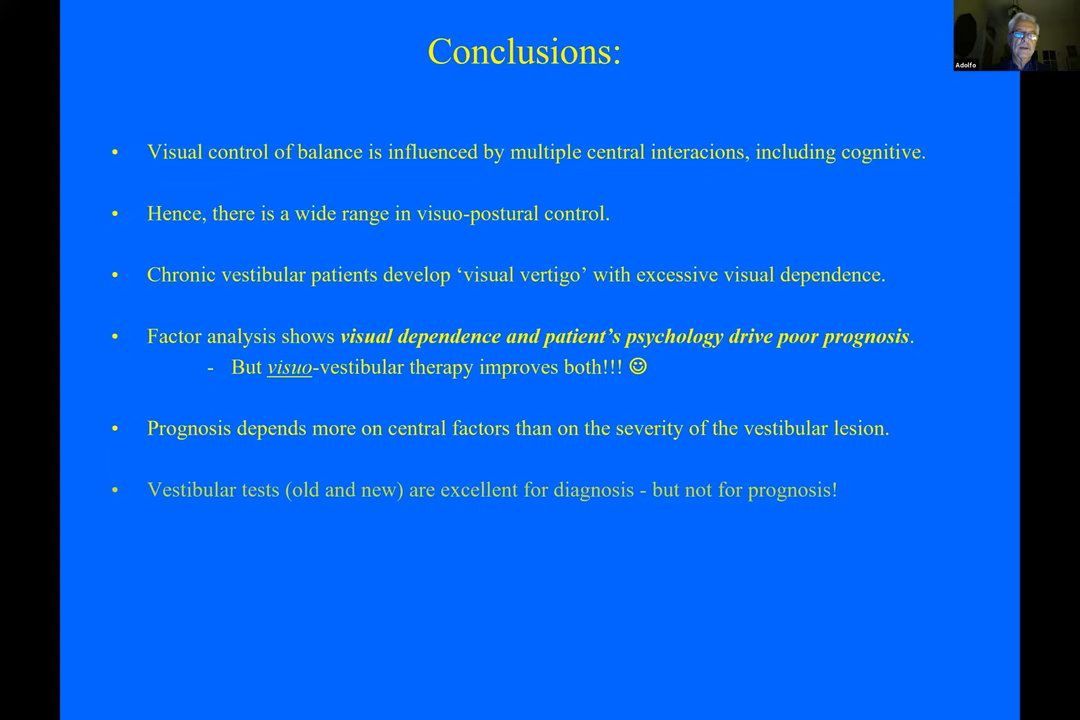 Conclusions:
Adolfo
• Visual control of balance is influenced by multiple central interacions, including cognitive.
• Hence, there is a wide range in visuo-postural control.
• Chronic vestibular patients develop ‘visual vertigo’ with excessive visual dependence.
• Factor analysis shows visual dependence and patient’s psychology drive poor prognosis.
- But visuo-vestibular therapy improves both!!! ☺
• Prognosis depends more on central factors than on the severity of the vestibular lesion.
• Vestibular tests (old and new) are excellent for diagnosis - but not for prognosis!